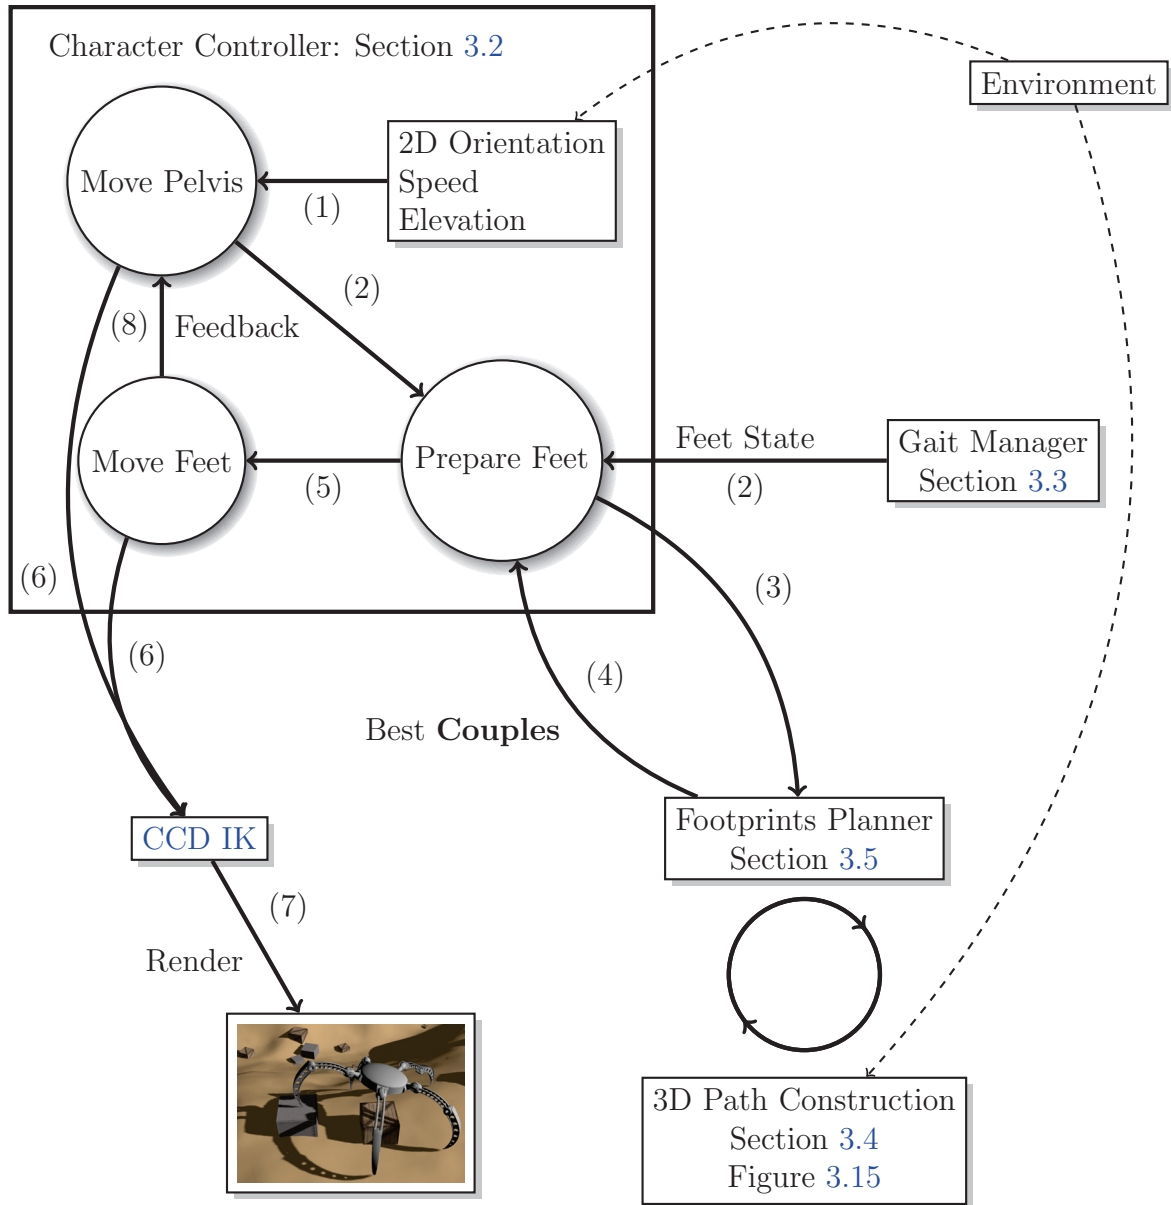 Character Controller: Section 3.2
Environment
2D Orientation
Speed
Elevation
Move Pelvis
(1)
(2)
(8)
Feedback
Move Feet
Prepare Feet
(5)
Feet State
(2)
Gait Manager
Section 3.3
(6)
(6)
(3)
(4)
Best Couples
CCD IK
Footprints Planner
Section 3.5
(7)
Render
3D Path Construction
Section 3.4
Figure 3.15